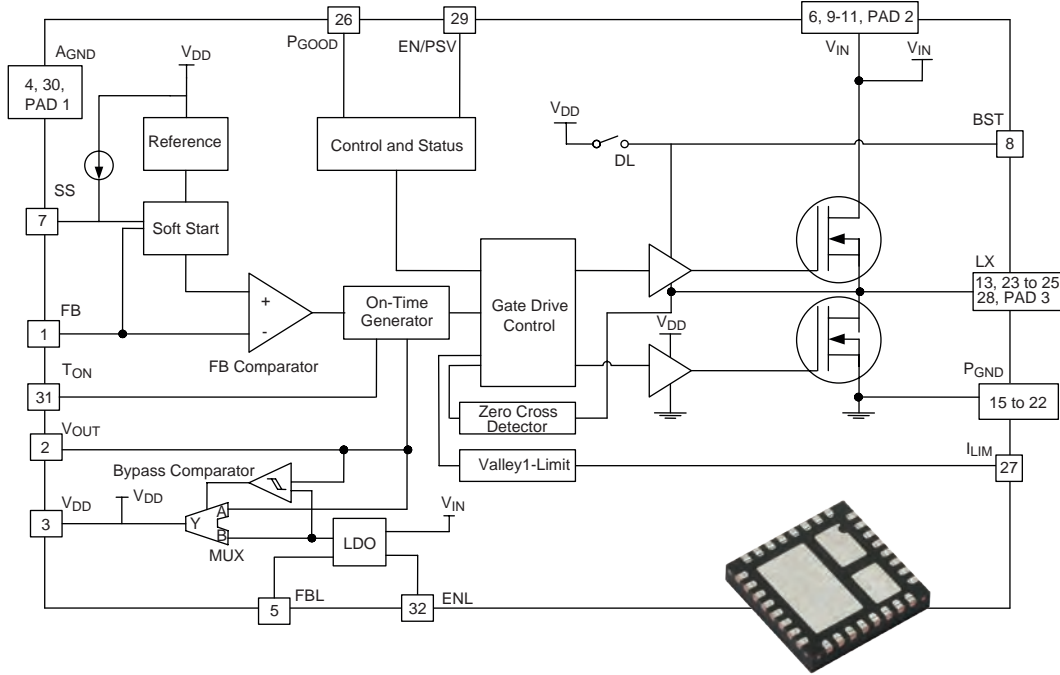 26
29
6, 9-11, PAD 2
PGOOD
EN/PSV
VIN
VIN
AGND
4, 30,
PAD 1
VDD
Reference
Control and Status
VDD
DL
BST
8
SS
7
Soft Start
LX
13, 23 to 25
28, PAD 3
FB
1
+
-
FB Comparator
On-Time
Generator
Gate Drive
Control
VDD
TON
31
PGND
15 to 22
Zero Cross
Detector
VOUT
2
Bypass Comparator
Valley1-Limit
ILIM
27
VDD
3
VDD
Y
A
B
MUX
LDO
VIN
FBL
5
ENL
32